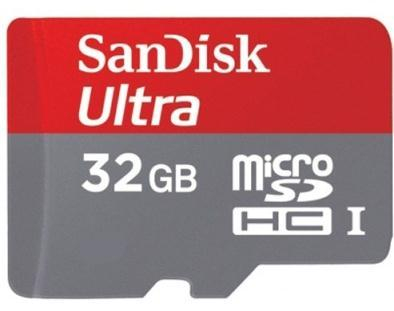 SanDisk
Ultra
32GB
micro
SD
HC I